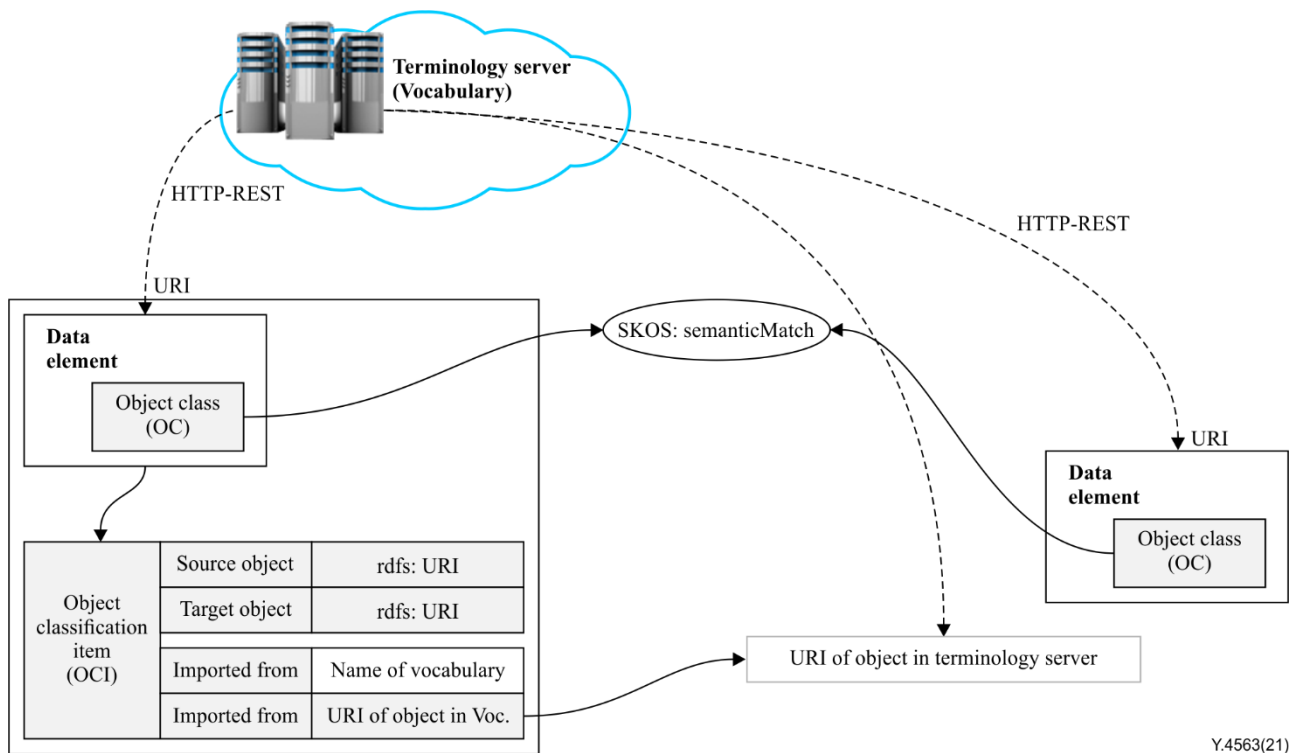 Terminology server
(Vocabulary)
HTTP-REST
HTTP-REST
URI
Data
element
Object class
(OC)
SKOS: semanticMatch
URI
Data
element
Object class
(OC)
Object
classification
item
(OCI)
Source object
rdfs: URI
Target object
rdfs: URI
Imported from
Name of vocabulary
Imported from
URI of object in Voc.
URI of object in terminology server
Y.4563(21)